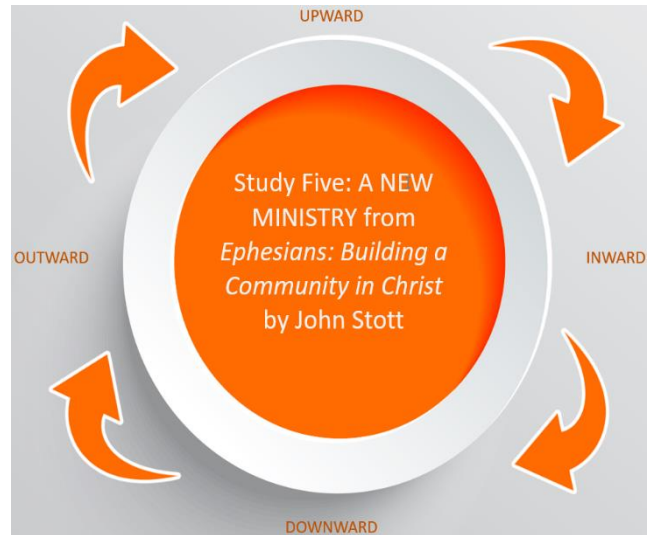 UPWARD
Study Five: A NEW
MINISTRY from
Ephesians: Building a
Community in Christ
by John Stott
OUTWARD
INWARD
DOWNWARD